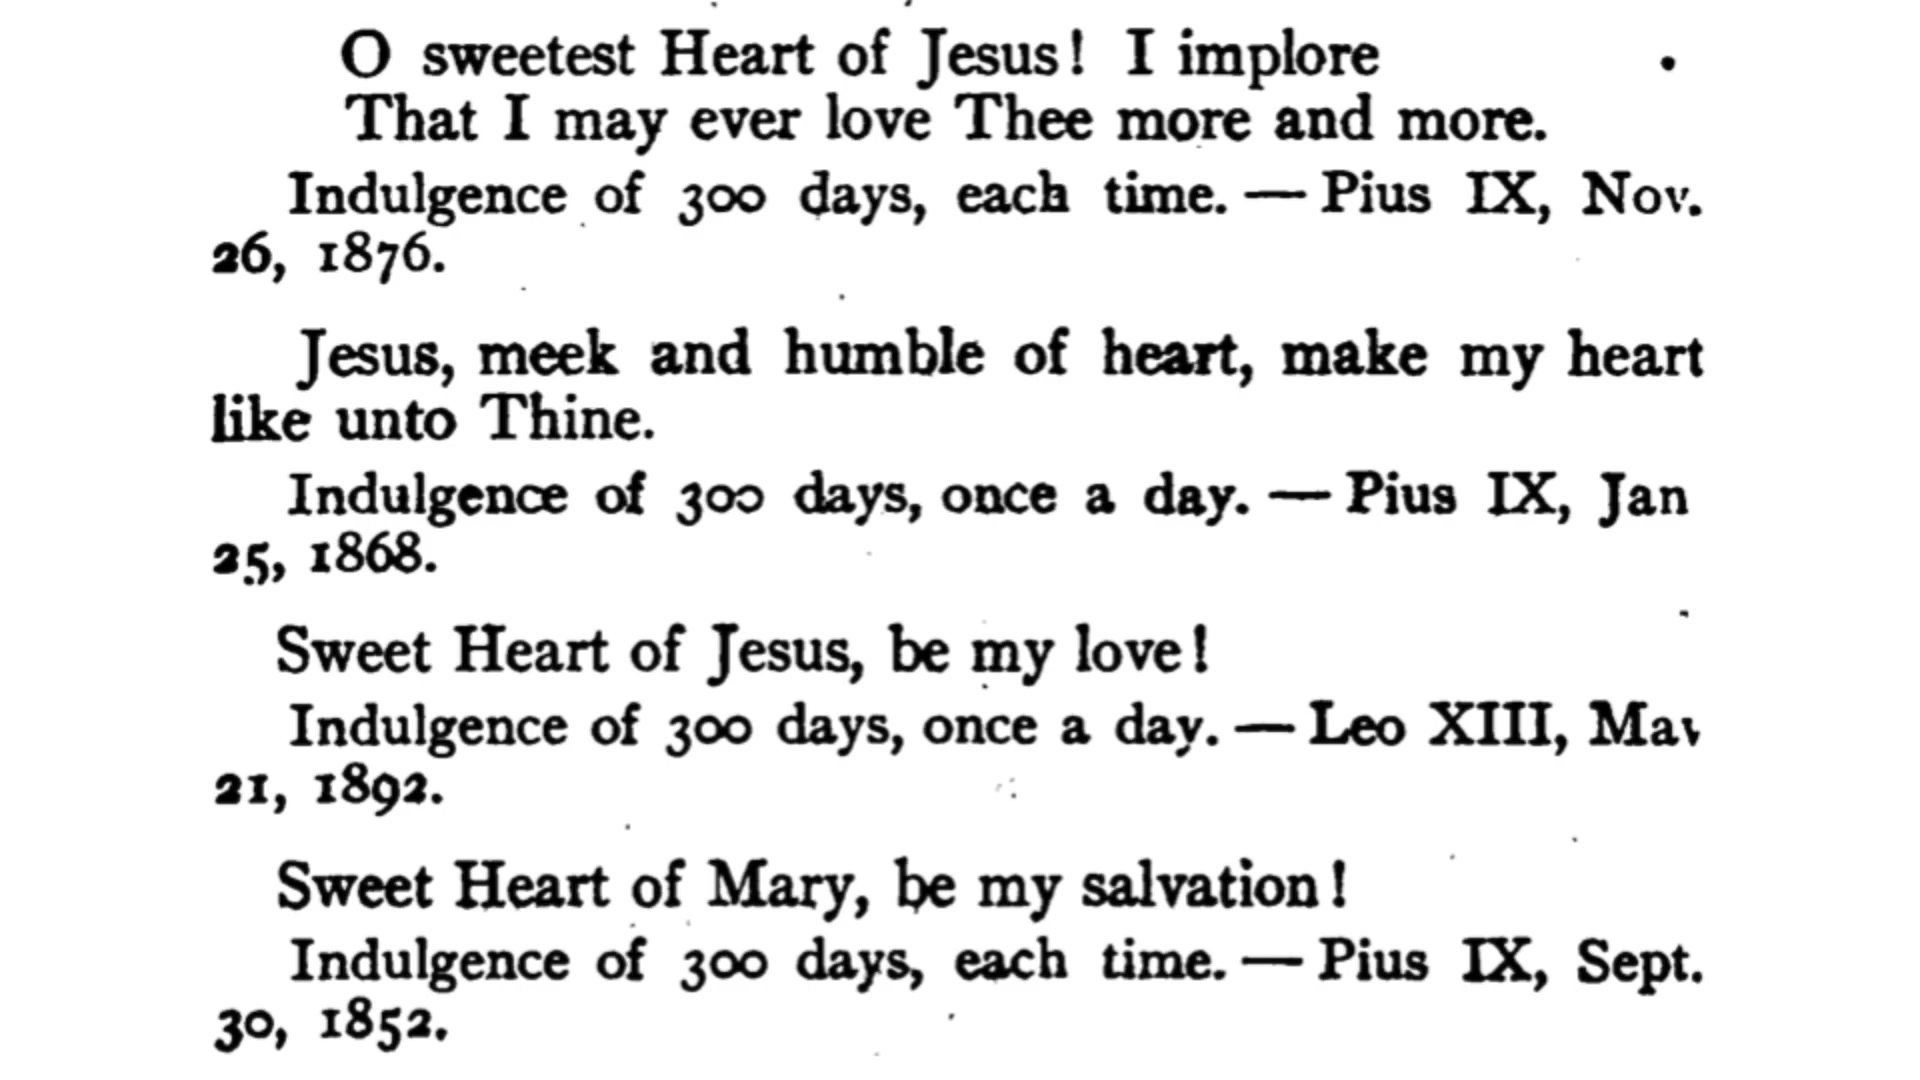 O sweetest Heart of Jesus! I implore
That I may ever love Thee more and more.
Indulgence of 300 days, each time. — Pius IX, Nov.
26, 1876.
Jesus, meek and humble of heart, make my heart
like unto Thine.
Indulgence of 300 days, once a day. — Pius IX, Jan
25, 1868.
Sweet Heart of Jesus, be my love!
Indulgence of 300 days, once a day. — Leo XIII, May
21, 1892.
Sweet Heart of Mary, be my salvation!
Indulgence of 300 days, each time. — Pius IX, Sept.
30, 1852.